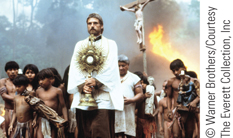 © Warner Brothers/Courtesy
The Everett Collection, Inc